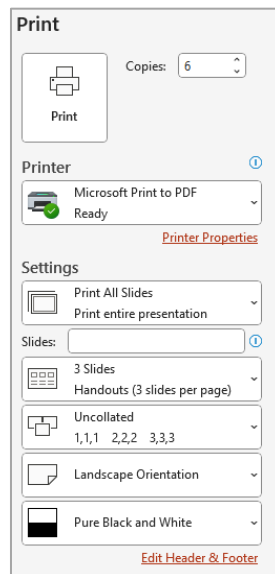 Print
Copies: 6
Print
Printer
Microsoft Print to PDF
Ready
Printer Properties
Settings
Print All Slides
Print entire presentation
Slides:
3 Slides
Handouts (3 slides per page)
Uncollated
1,1,1 2,2,2 3,3,3
Landscape Orientation
Pure Black and White
Edit Header & Footer